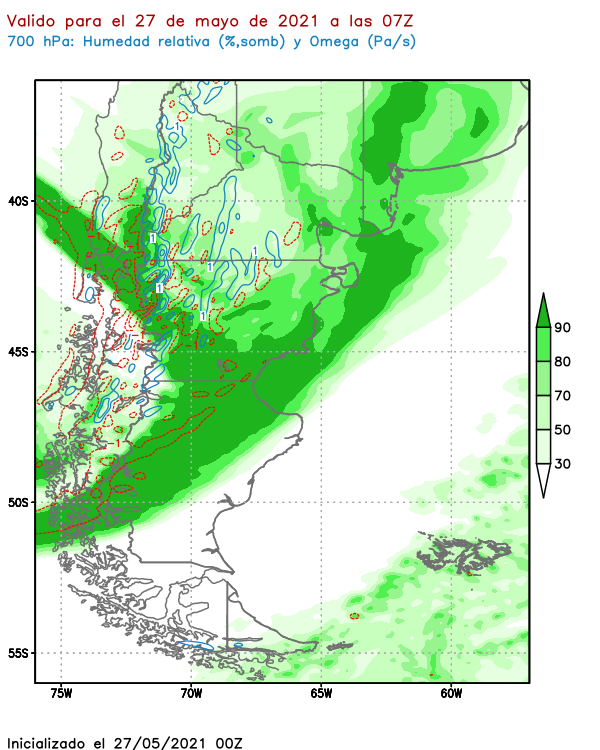 Valido para el 27 de mayo de 2021 a las 07Z
700 hPa: Humedad relativa (%,somb) y Omega (Pa/s)
40S
45S
50S
55S
75W
70W
65W
60W
90
80
70
50
30
1
1
1
1
1
1
-1
Inicializado el 27/05/2021 00Z